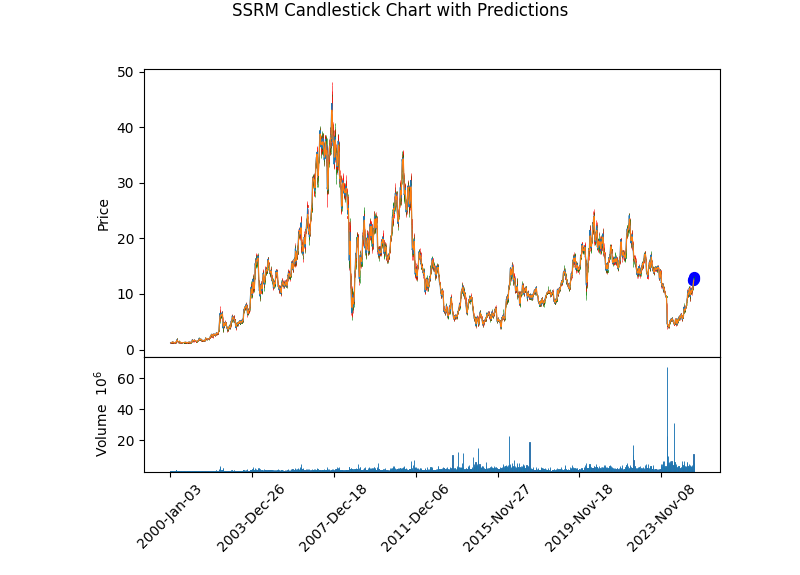 SSRM Candlestick Chart with Predictions
50
40
30
20
10
0
Price
60
40
20
Volume 10^6
2000-Jan-03
2003-Dec-26
2007-Dec-18
2011-Dec-06
2015-Nov-27
2019-Nov-18
2023-Nov-08